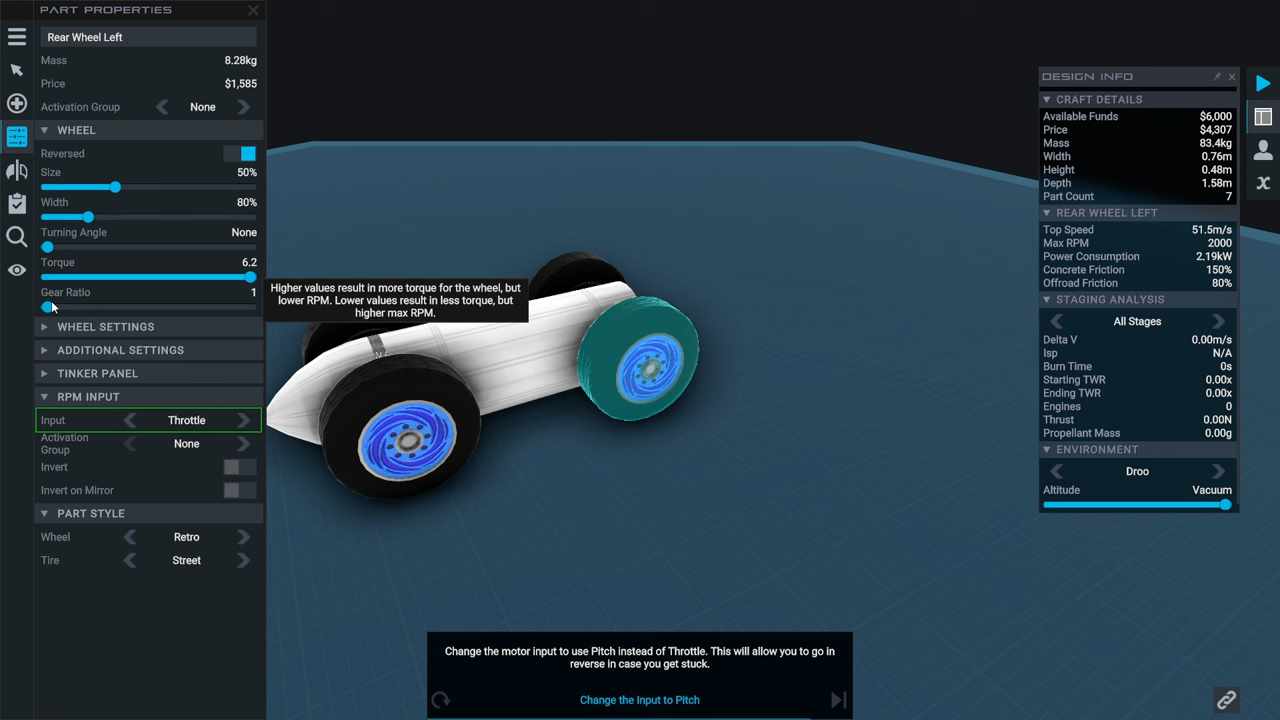 PART PROPERTIES
Rear Wheel Left
Mass 8.28kg
Price $1,585
Activation Group None
WHEEL
Reversed
Size 50%
Width 80%
Turning Angle None
Torque 6.2
Gear Ratio 1
WHEEL SETTINGS
ADDITIONAL SETTINGS
TINKER PANEL
RPM INPUT
Input Throttle
Activation
Group None
Invert
Invert on Mirror
PART STYLE
Wheel Retro
Tire Street
Higher values result in more torque for the wheel, but
lower RPM. Lower values result in less torque, but
higher max RPM.
DESIGN INFO
CRAFT DETAILS
Available Funds $6,000
Price $4,307
Mass 83.4kg
Width 0.76m
Height 0.48m
Depth 1.58m
Part Count 7
REAR WHEEL LEFT
Top Speed 51.5m/s
Max RPM 2000
Power Consumption 2.19kW
Concrete Friction 150%
Offroad Friction 80%
STAGING ANALYSIS
All Stages
Delta V 0.00m/s
Isp N/A
Burn Time 0s
Starting TWR 0.00x
Ending TWR 0.00x
Engines 0
Thrust 0.00N
Propellant Mass 0.00g
ENVIRONMENT
Droo
Altitude Vacuum
Change the motor input to use Pitch instead of Throttle. This will allow you to go in
reverse in case you get stuck.
Change the Input to Pitch